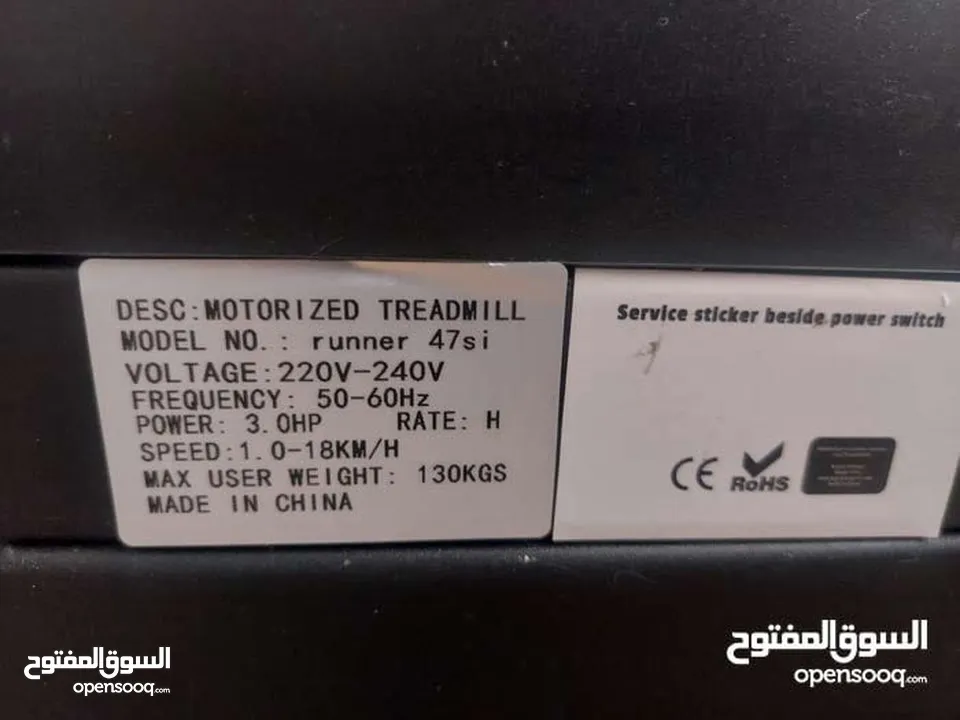 DESC:MOTORIZED TREADMILL
MODEL NO.: runner 47si
VOLTAGE:220V-240V
FREQUENCY: 50-60Hz
POWER: 3.0HP RATE: H
SPEED:1.0-18KM/H
MAX USER WEIGHT: 130KGS
MADE IN CHINA
Service sticker beside power switch
CE RoHS
السوق المفتوح
opensooq.com
السوق المفتوح
opensooq.com